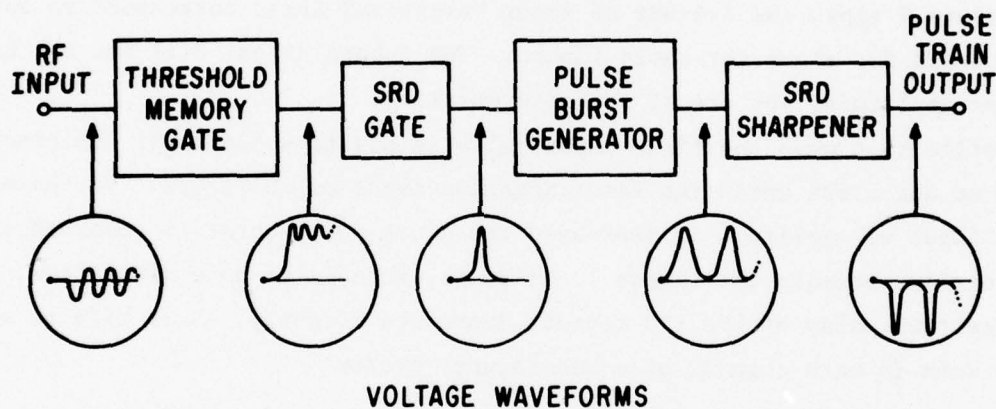 RF
INPUT
THRESHOLD
MEMORY
GATE
SRD
GATE
PULSE
BURST
GENERATOR
SRD
SHARPENER
PULSE
TRAIN
OUTPUT
VOLTAGE WAVEFORMS